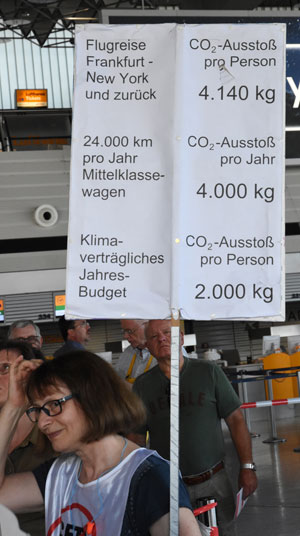 Flugreise
Frankfurt -
New York
und zurück
CO₂-Ausstoß
pro Person
4.140 kg
24.000 km
pro Jahr
Mittelklasse-
wagen
CO₂-Ausstoß
pro Jahr
4.000 kg
Klima-
verträgliches
Jahres-
Budget
CO₂-Ausstoß
pro Person
2.000 kg